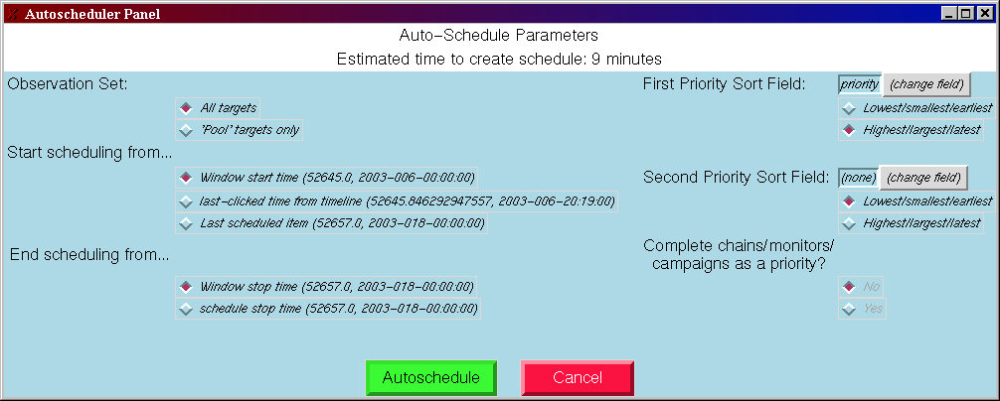 Autoscheduler Panel
Auto-Schedule Parameters
Estimated time to create schedule: 9 minutes
Observation Set:
All targets
'Pool' targets only
Start scheduling from...
Window start time (52645.0, 2003-006-00:00:00)
last-clicked time from timeline (52645.846292947557, 2003-006-20:19:00)
Last scheduled item (52657.0, 2003-018-00:00:00)
End scheduling from...
Window stop time (52657.0, 2003-018-00:00:00)
schedule stop time (52657.0, 2003-018-00:00:00)
First Priority Sort Field: priority (change field)
Lowest/smallest/earliest
Highest/largest/latest
Second Priority Sort Field: (none) (change field)
Lowest/smallest/earliest
Highest/largest/latest
Complete chains/monitors/
campaigns as a priority?
No
Yes
Autoschedule
Cancel